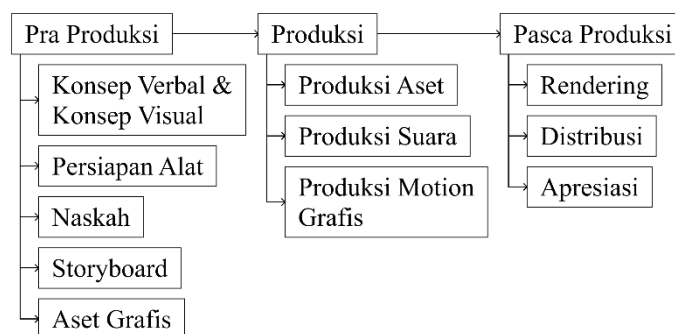 Pra Produksi
Konsep Verbal &
Konsep Visual
Persiapan Alat
Naskah
Storyboard
Aset Grafis
Produksi
Produksi Aset
Produksi Suara
Produksi Motion
Grafis
Pasca Produksi
Rendering
Distribusi
Apresiasi